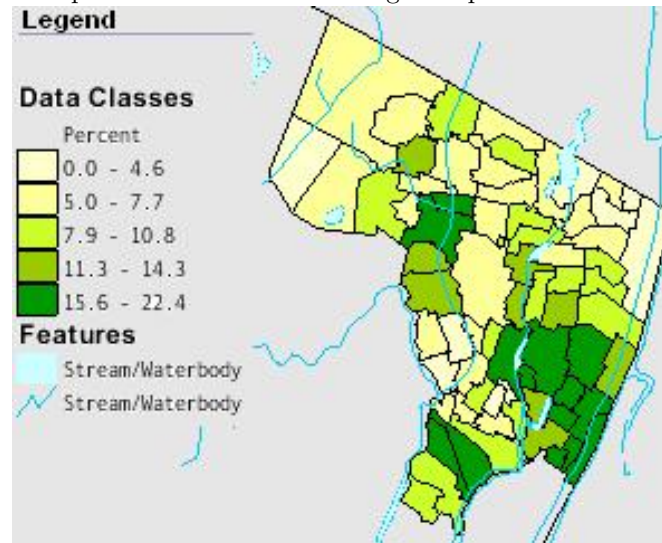 Legend
Data Classes
Percent
0.0 - 4.6
5.0 - 7.7
7.9 - 10.8
11.3 - 14.3
15.6 - 22.4
Features
Stream/Waterbody
Stream/Waterbody